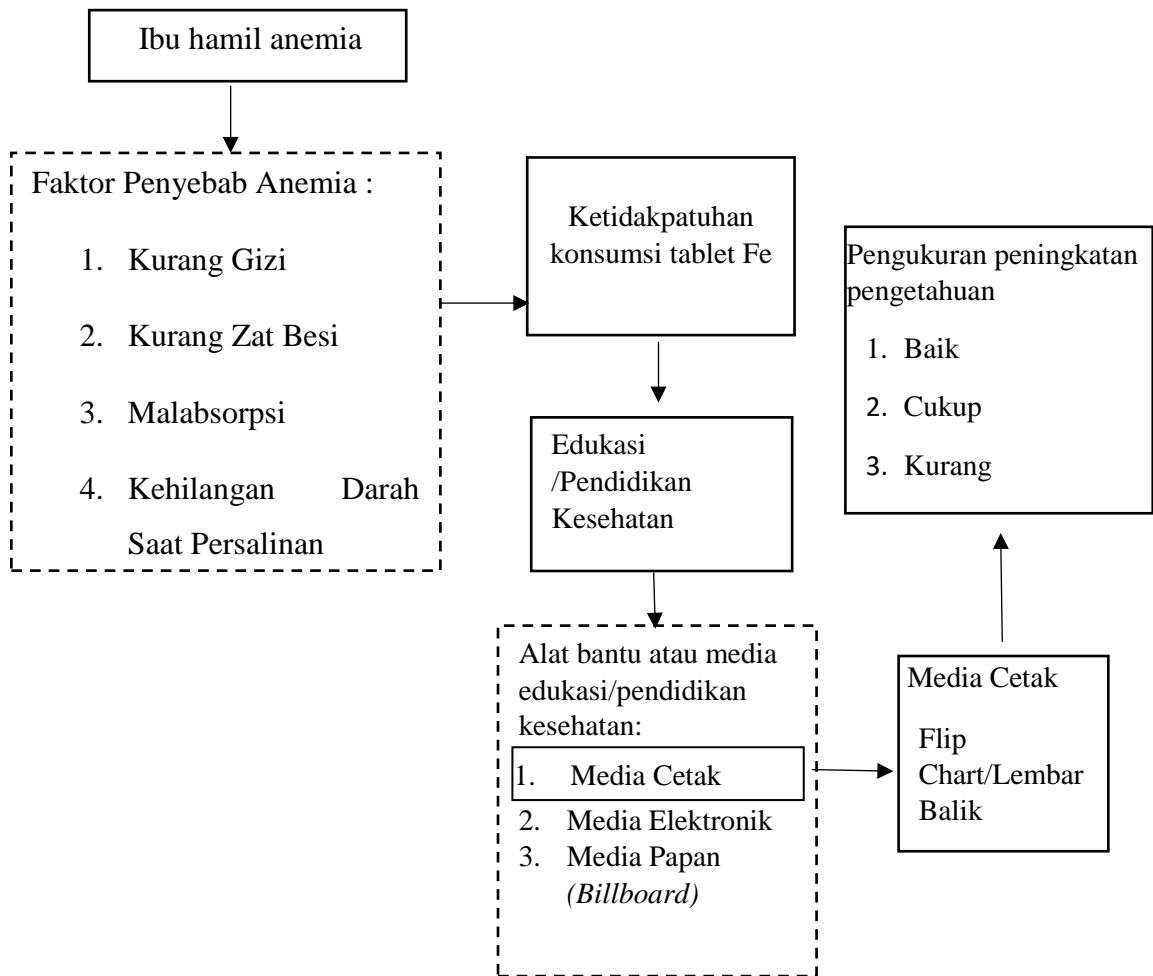 Ibu hamil anemia
Faktor Penyebab Anemia :
1. Kurang Gizi
2. Kurang Zat Besi
3. Malabsorpsi
4. Kehilangan Darah
Saat Persalinan
Ketidakpatuhan
konsumsi tablet Fe
Edukasi
/Pendidikan
Kesehatan
Alat bantu atau media
edukasi/pendidikan
kesehatan:
1. Media Cetak
2. Media Elektronik
3. Media Papan
(Billboard)
Media Cetak
Flip
Chart/Lembar
Balik
Pengukuran peningkatan
pengetahuan
1. Baik
2. Cukup
3. Kurang